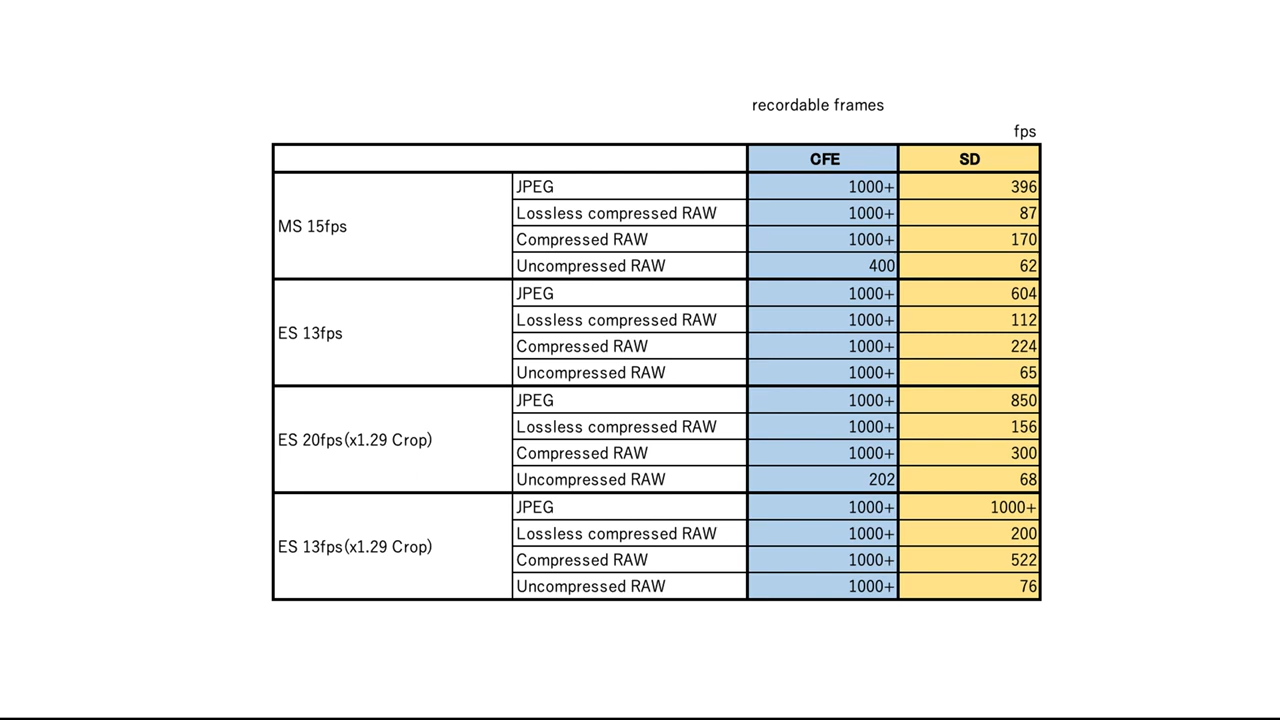 recordable frames
fps
CFE SD
MS 15fps
JPEG 1000+ 396
Lossless compressed RAW 1000+ 87
Compressed RAW 1000+ 170
Uncompressed RAW 400 62
ES 13fps
JPEG 1000+ 604
Lossless compressed RAW 1000+ 112
Compressed RAW 1000+ 224
Uncompressed RAW 1000+ 65
ES 20fps(x1.29 Crop)
JPEG 1000+ 850
Lossless compressed RAW 1000+ 156
Compressed RAW 1000+ 300
Uncompressed RAW 202 68
ES 13fps(x1.29 Crop)
JPEG 1000+ 1000+
Lossless compressed RAW 1000+ 200
Compressed RAW 1000+ 522
Uncompressed RAW 1000+ 76